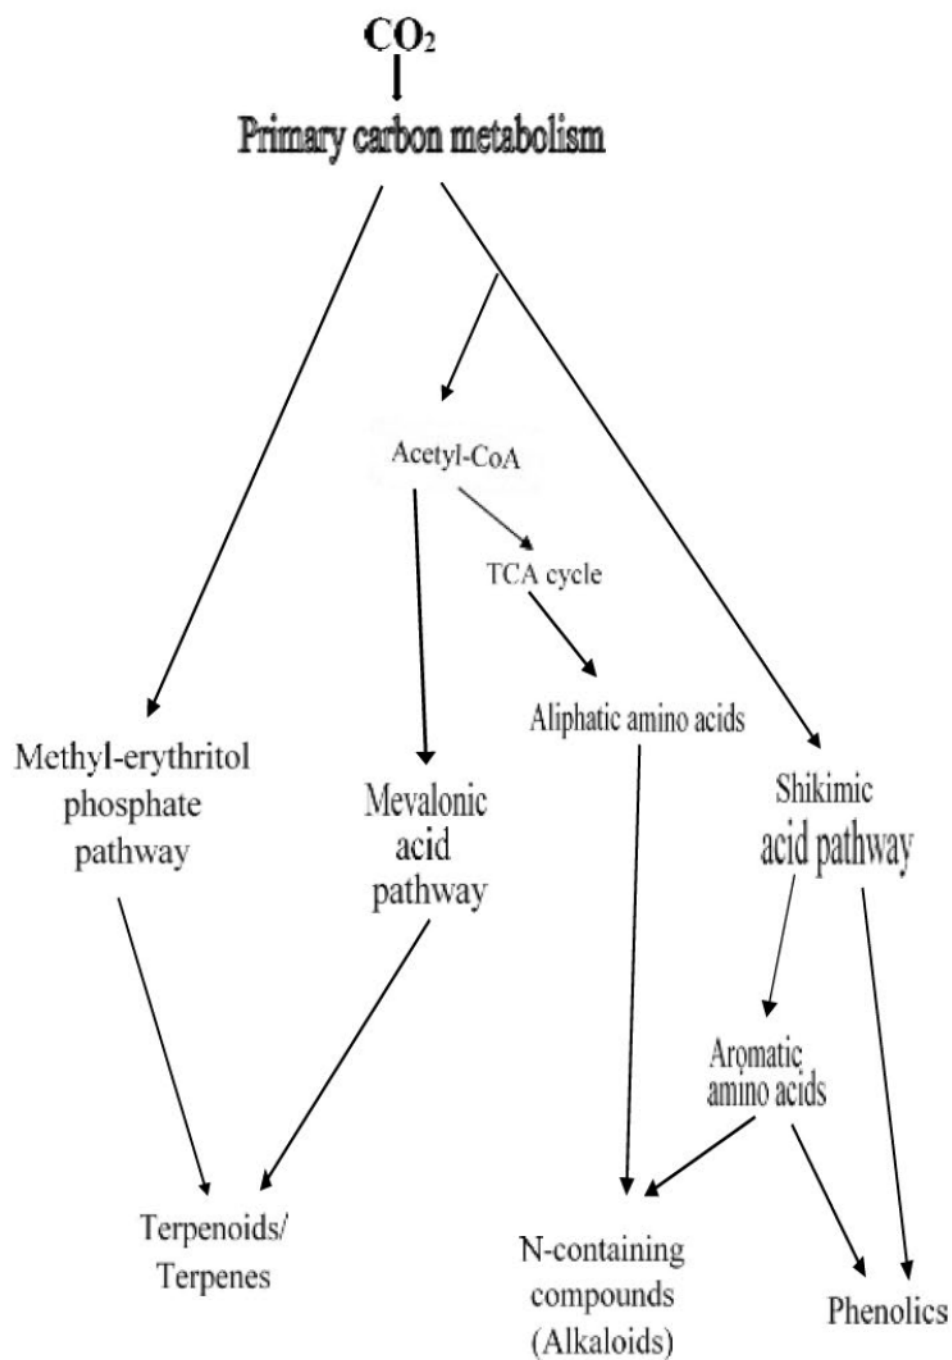 CO₂
Primary carbon metabolism
Acetyl-CoA
TCA cycle
Aliphatic amino acids
Methyl-erythritol
phosphate
pathway
Mevalonic
acid
pathway
Shikimic
acid pathway
Aromatic
amino acids
Terpenoids/
Terpenes
N-containing
compounds
(Alkaloids)
Phenolics